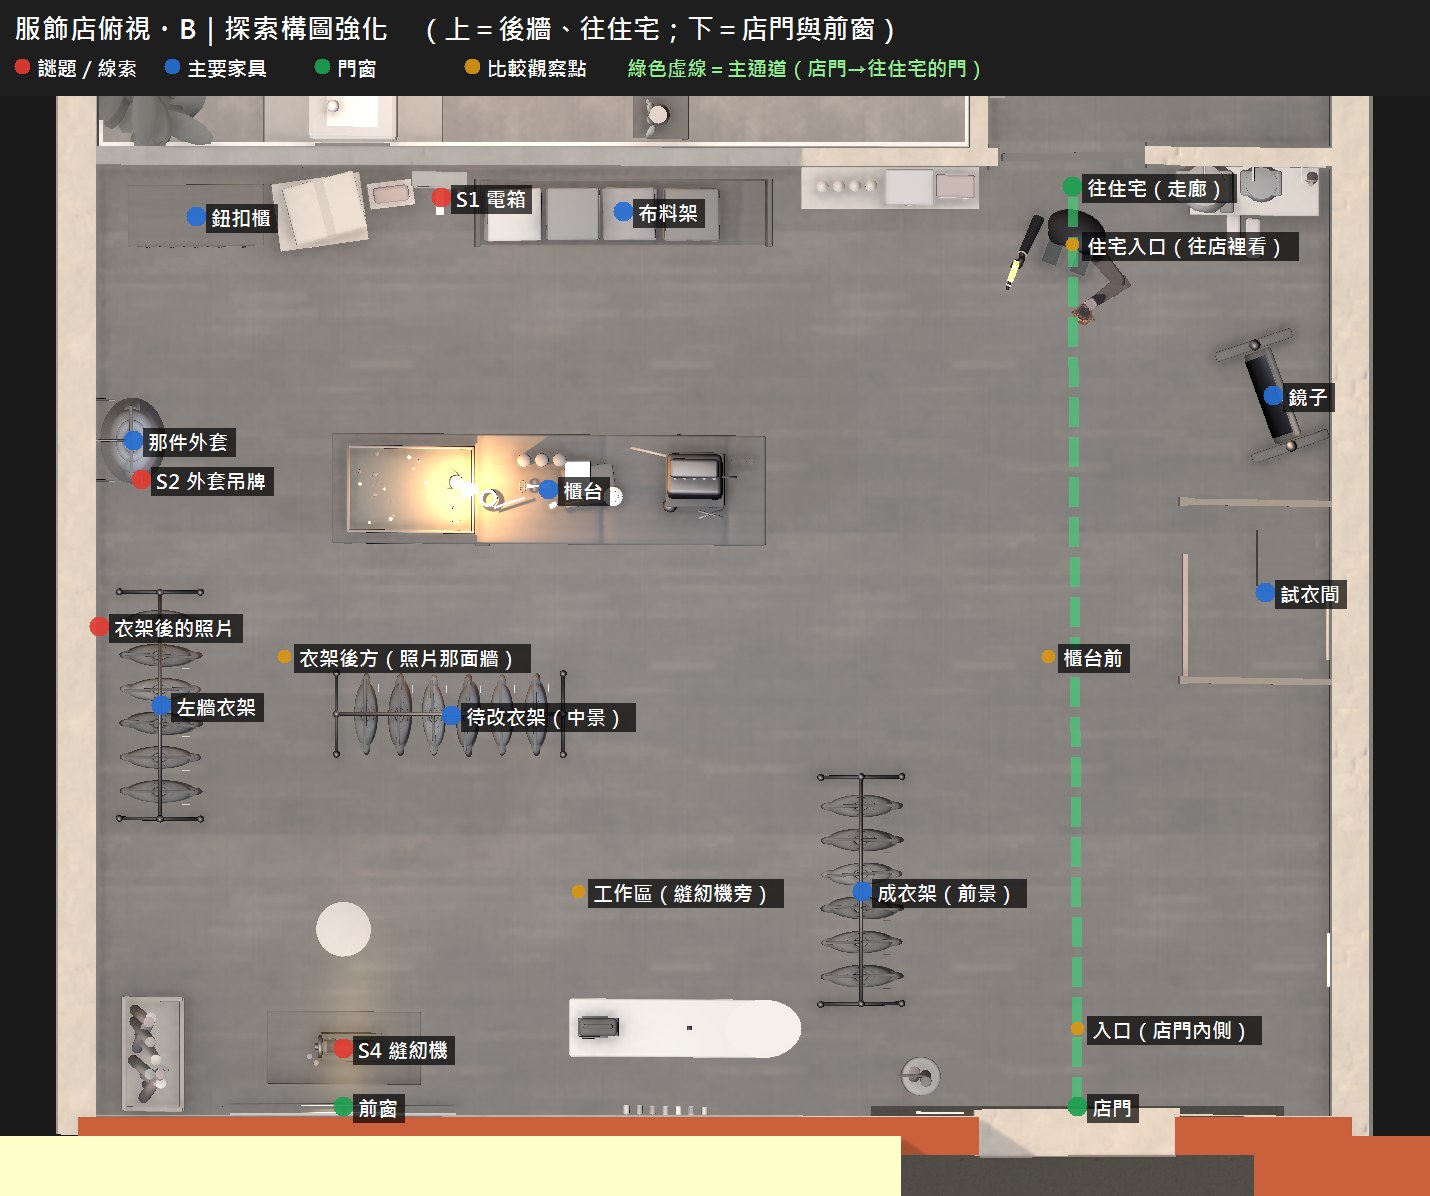 服飾店俯視・B｜探索構圖強化　（上＝後牆、往住宅；下＝店門與前窗）
謎題 / 線索　主要家具　門窗　比較觀察點　綠色虛線＝主通道（店門→往住宅的門）
往住宅（走廊）
S1 電箱
布料架
鈕扣櫃
住宅入口（往店裡看）
鏡子
那件外套
S2 外套吊牌
櫃台
試衣間
衣架後的照片
衣架後方（照片那面牆）
櫃台前
左牆衣架
待改衣架（中景）
工作區（縫紉機旁）
成衣架（前景）
入口（店門內側）
S4 縫紉機
前窗
店門